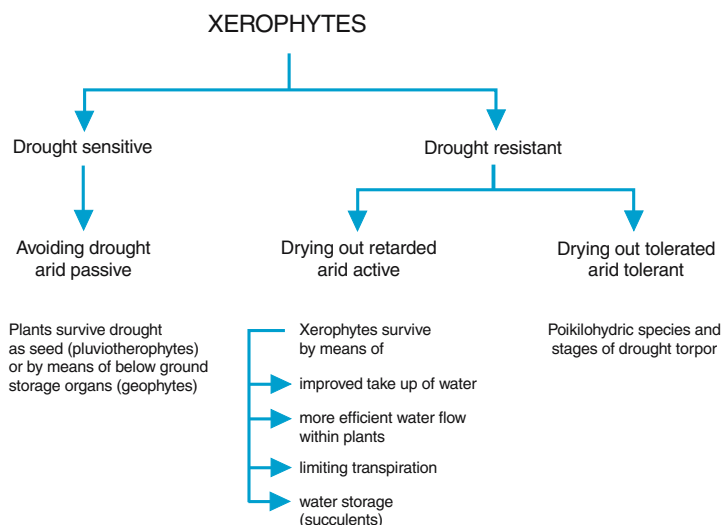 XEROPHYTES
Drought sensitive
Drought resistant
Avoiding drought
arid passive
Drying out retarded
arid active
Drying out tolerated
arid tolerant
Plants survive drought
as seed (pluviotherophytes)
or by means of below ground
storage organs (geophytes)
Xerophytes survive
by means of
improved take up of water
more efficient water flow
within plants
limiting transpiration
water storage
(succulents)
Poikilohydric species and
stages of drought torpor